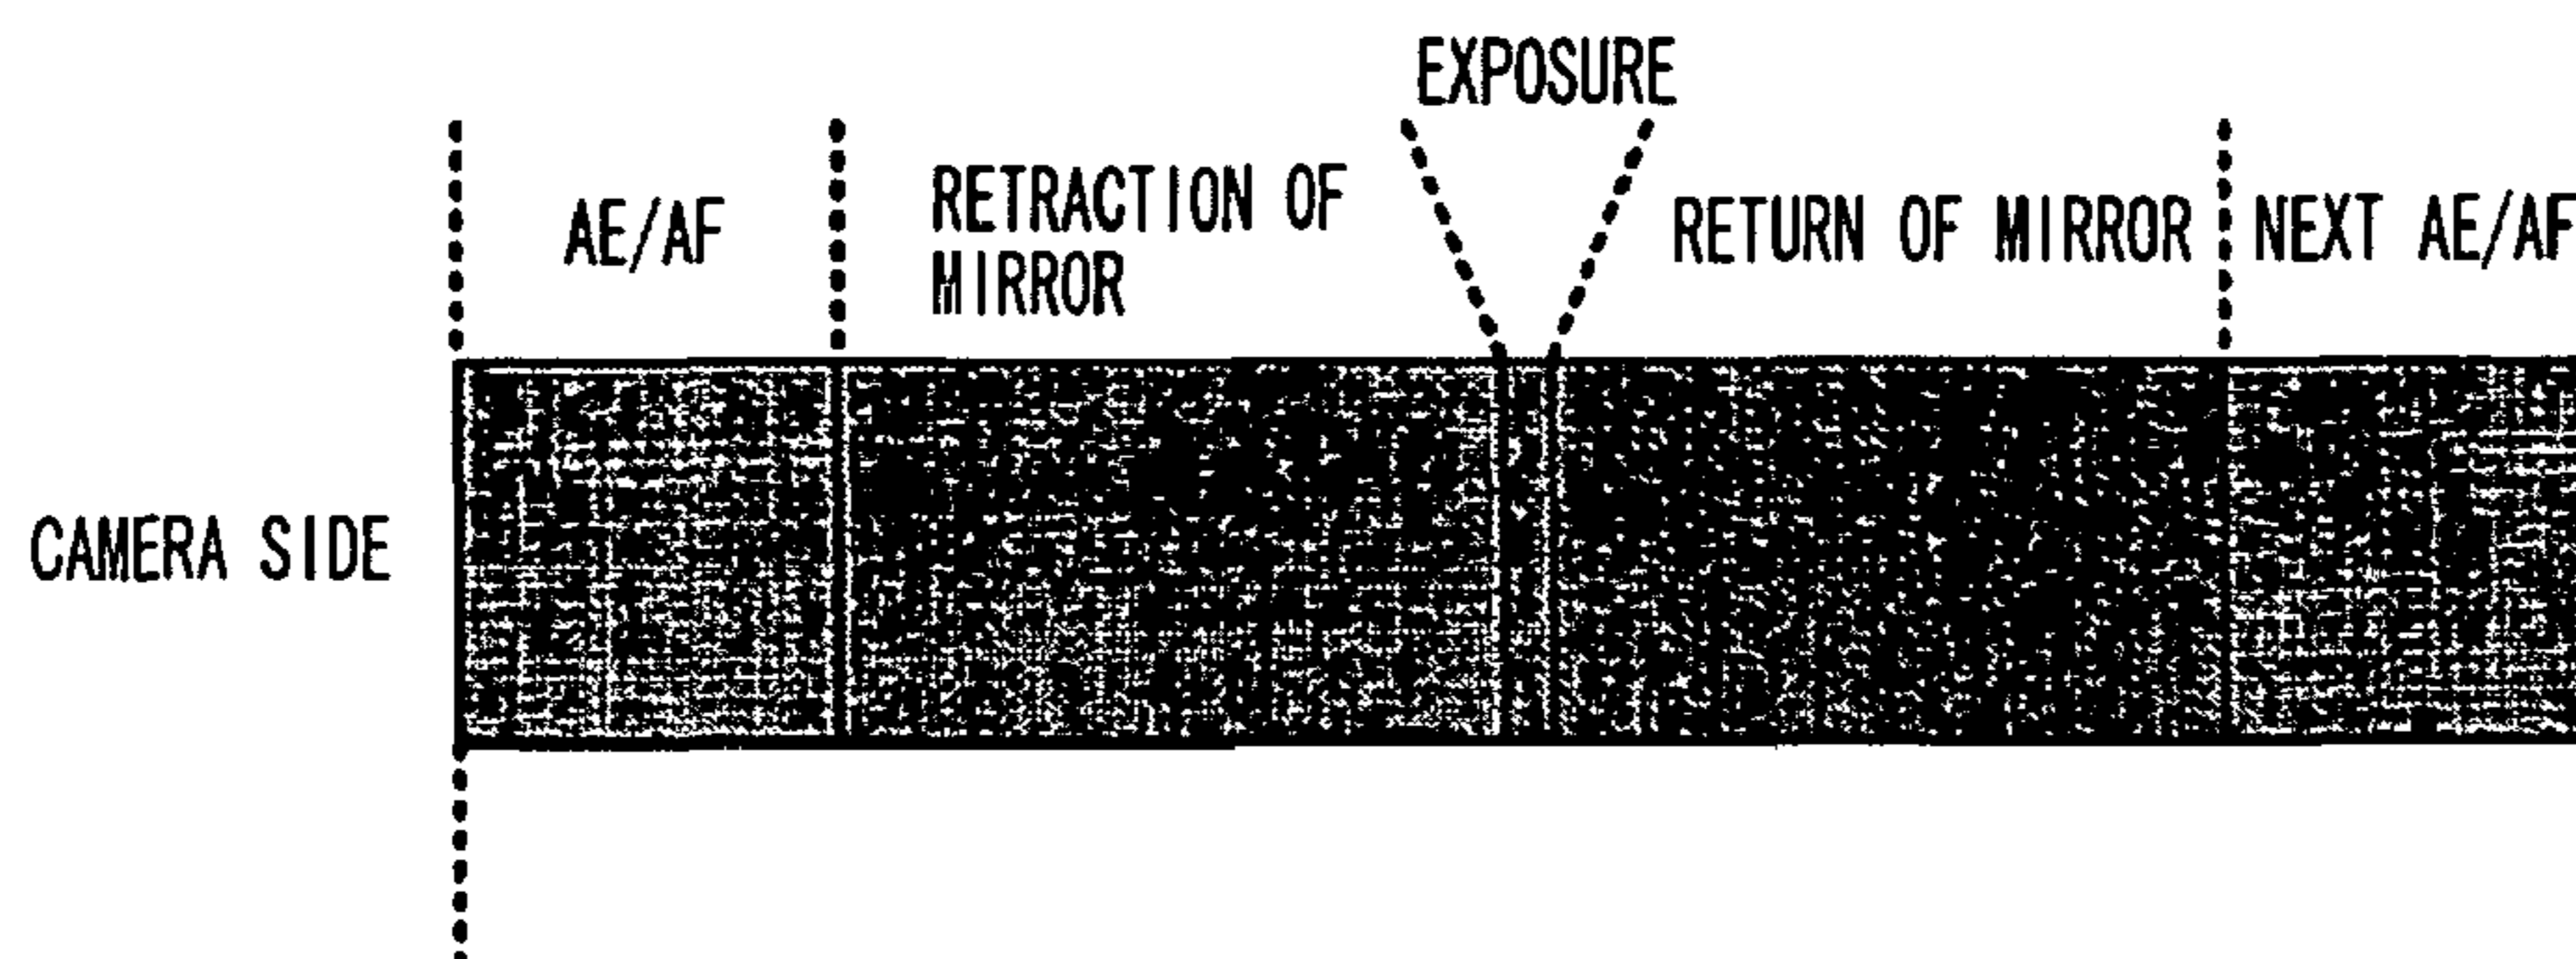 EXPOSURE
AE/AF
RETRACTION OF
MIRROR
RETURN OF MIRROR
NEXT AE/AF
CAMERA SIDE